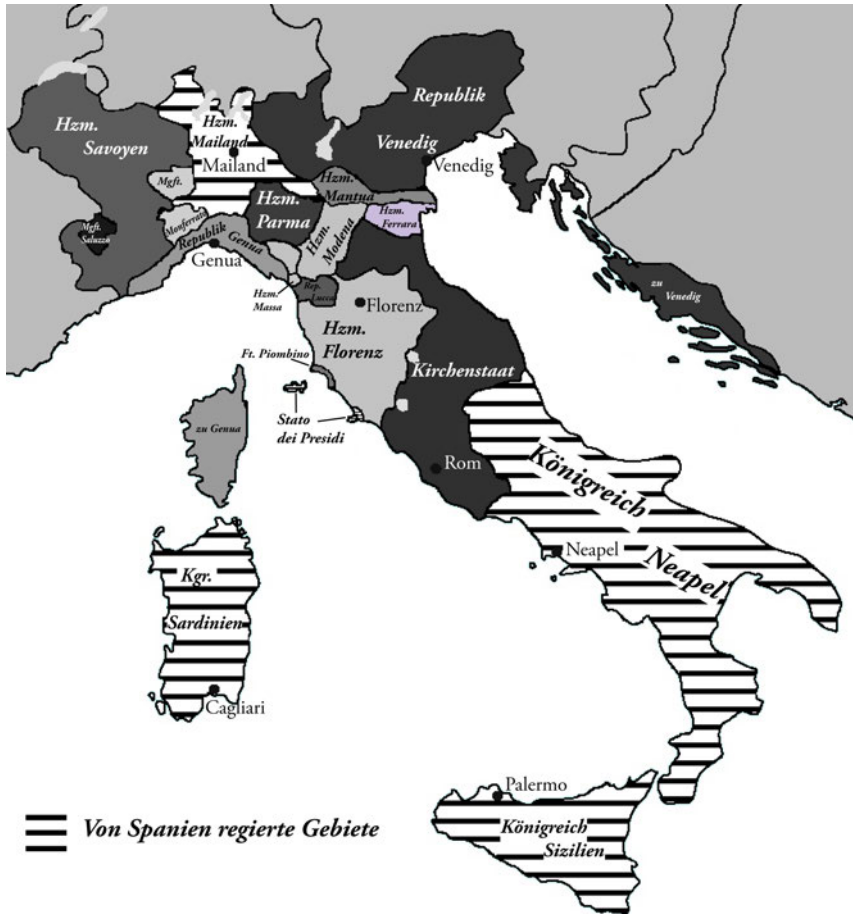 Republik
Venedig
Venedig
Hzm.
Savoyen
Hzm.
Mailand
Mailand
Mgft.
Monferrato
Hzm.
Mantua
Hzm.
Parma
Hzm.
Ferrara
Hzm.
Modena
Mgft.
Saluzzo
Republik
Genua
Genua
Hzm.
Massa
Rep.
Lucca
Florenz
Hzm.
Florenz
zu
Venedig
Ft. Piombino
Kirchenstaat
Stato
dei Presidi
zu Genua
Rom
Königreich
Neapel
Neapel
Kgr.
Sardinien
Cagliari
Palermo
Königreich
Sizilien
Von Spanien regierte Gebiete